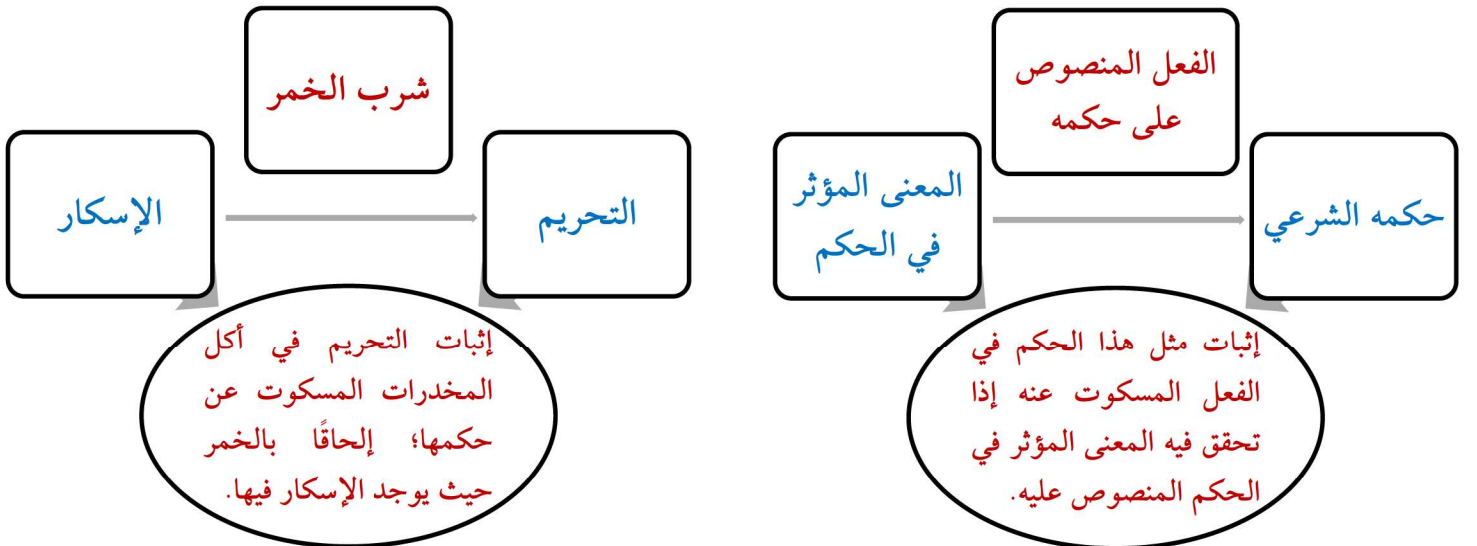 الفعل المنصوص
على حكمه
حكمه الشرعي
المعنى المؤثر
في الحكم
إثبات مثل هذا الحكم في
الفعل المسكوت عنه إذا
تحقق فيه المعنى المؤثر في
الحكم المنصوص عليه.
شرب الخمر
التحريم
الإسكار
إثبات التحريم في أكل
المخدرات المسكوت عن
حكمها؛ إلحاقًا بالخمر
حيث يوجد الإسكار فيها.